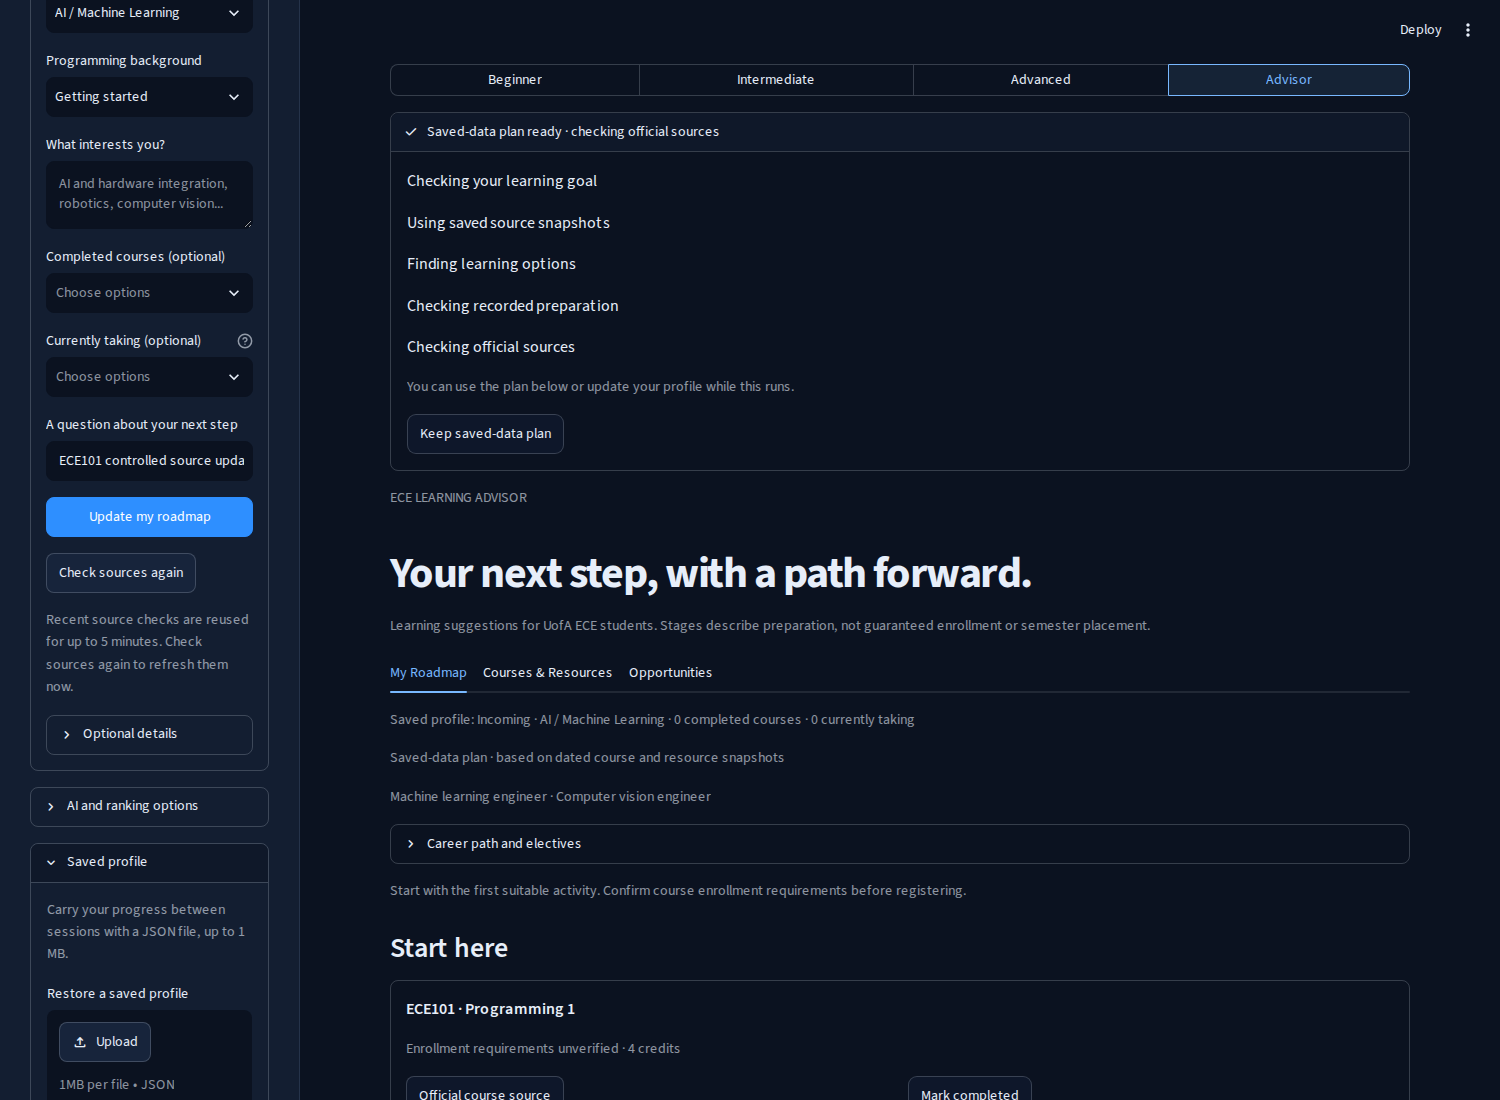 AI / Machine Learning
Programming background
Getting started
What interests you?
AI and hardware integration,
robotics, computer vision...
Completed courses (optional)
Choose options
Currently taking (optional)
Choose options
A question about your next step
ECE101 controlled source upda
Update my roadmap
Check sources again
Recent source checks are reused
for up to 5 minutes. Check
sources again to refresh them
now.
Optional details
AI and ranking options
Saved profile
Carry your progress between
sessions with a JSON file, up to 1
MB.
Restore a saved profile
Upload
1MB per file • JSON
Deploy
Beginner
Intermediate
Advanced
Advisor
Saved-data plan ready · checking official sources
Checking your learning goal
Using saved source snapshots
Finding learning options
Checking recorded preparation
Checking official sources
You can use the plan below or update your profile while this runs.
Keep saved-data plan
ECE LEARNING ADVISOR
Your next step, with a path forward.
Learning suggestions for UofA ECE students. Stages describe preparation, not guaranteed enrollment or semester placement.
My Roadmap
Courses & Resources
Opportunities
Saved profile: Incoming · AI / Machine Learning · 0 completed courses · 0 currently taking
Saved-data plan · based on dated course and resource snapshots
Machine learning engineer · Computer vision engineer
Career path and electives
Start with the first suitable activity. Confirm course enrollment requirements before registering.
Start here
ECE101 · Programming 1
Enrollment requirements unverified · 4 credits
Official course source
Mark completed